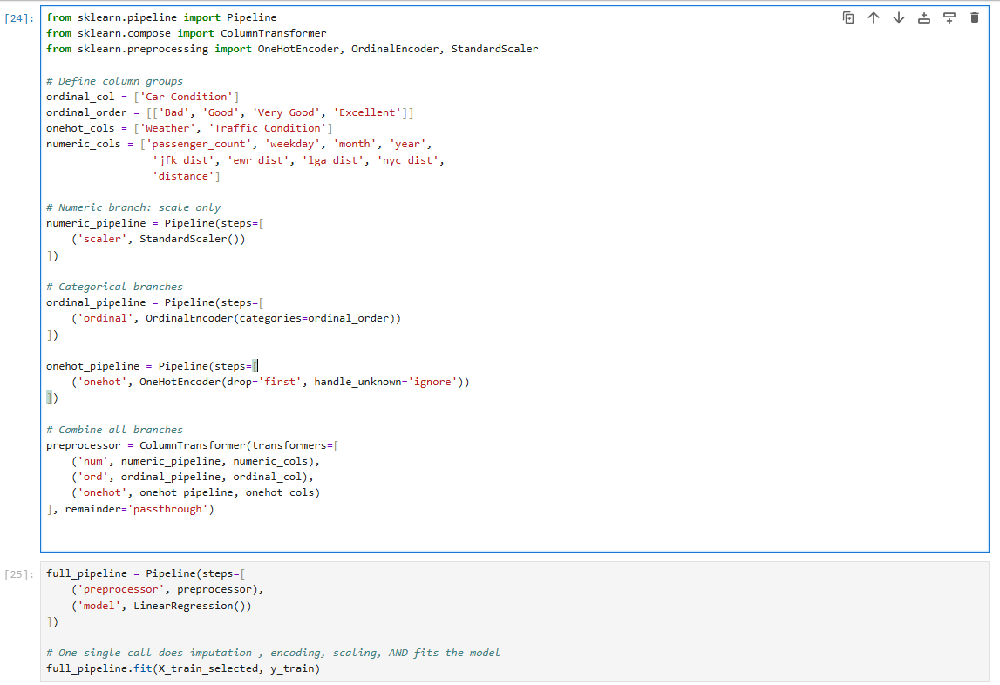 [24]:
from sklearn.pipeline import Pipeline
from sklearn.compose import ColumnTransformer
from sklearn.preprocessing import OneHotEncoder, OrdinalEncoder, StandardScaler

# Define column groups
ordinal_col = ['Car Condition']
ordinal_order = [['Bad', 'Good', 'Very Good', 'Excellent']]
onehot_cols = ['Weather', 'Traffic Condition']
numeric_cols = ['passenger_count', 'weekday', 'month', 'year',
                 'jfk_dist', 'ewr_dist', 'lga_dist', 'nyc_dist',
                 'distance']

# Numeric branch: scale only
numeric_pipeline = Pipeline(steps=[
    ('scaler', StandardScaler())
])

# Categorical branches
ordinal_pipeline = Pipeline(steps=[
    ('ordinal', OrdinalEncoder(categories=ordinal_order))
])

onehot_pipeline = Pipeline(steps=[
    ('onehot', OneHotEncoder(drop='first', handle_unknown='ignore'))
])

# Combine all branches
preprocessor = ColumnTransformer(transformers=[
    ('num', numeric_pipeline, numeric_cols),
    ('ord', ordinal_pipeline, ordinal_col),
    ('onehot', onehot_pipeline, onehot_cols)
], remainder='passthrough')

[25]:
full_pipeline = Pipeline(steps=[
    ('preprocessor', preprocessor),
    ('model', LinearRegression())
])

# One single call does imputation , encoding, scaling, AND fits the model
full_pipeline.fit(X_train_selected, y_train)